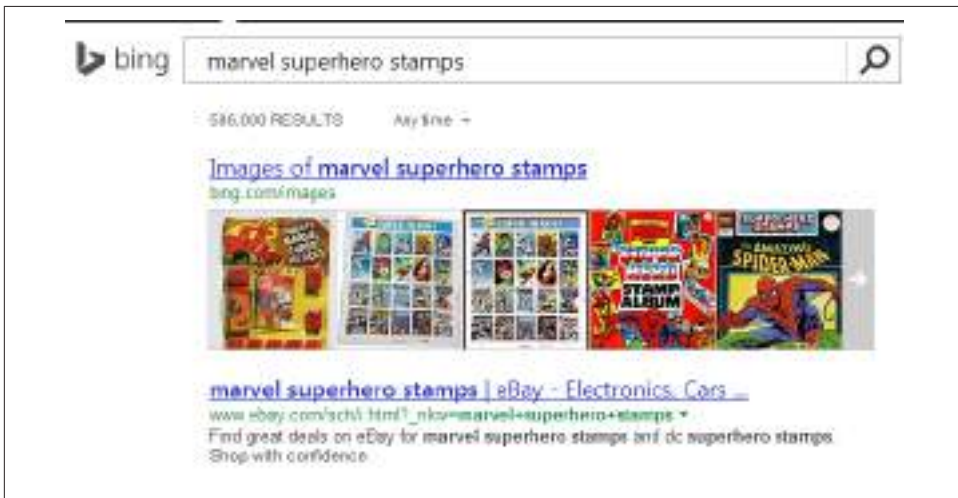 bing
marvel superhero stamps
586,000 RESULTS Any time
Images of marvel superhero stamps
bing.com/images
STAMP
ALBUM
THE AMAZING
SPIDER-MAN
marvel superhero stamps | eBay - Electronics, Cars ...
www.ebay.com/sch/i.html?_nkw=marvel+superhero+stamps
Find great deals on eBay for marvel superhero stamps and dc superhero stamps.
Shop with confidence